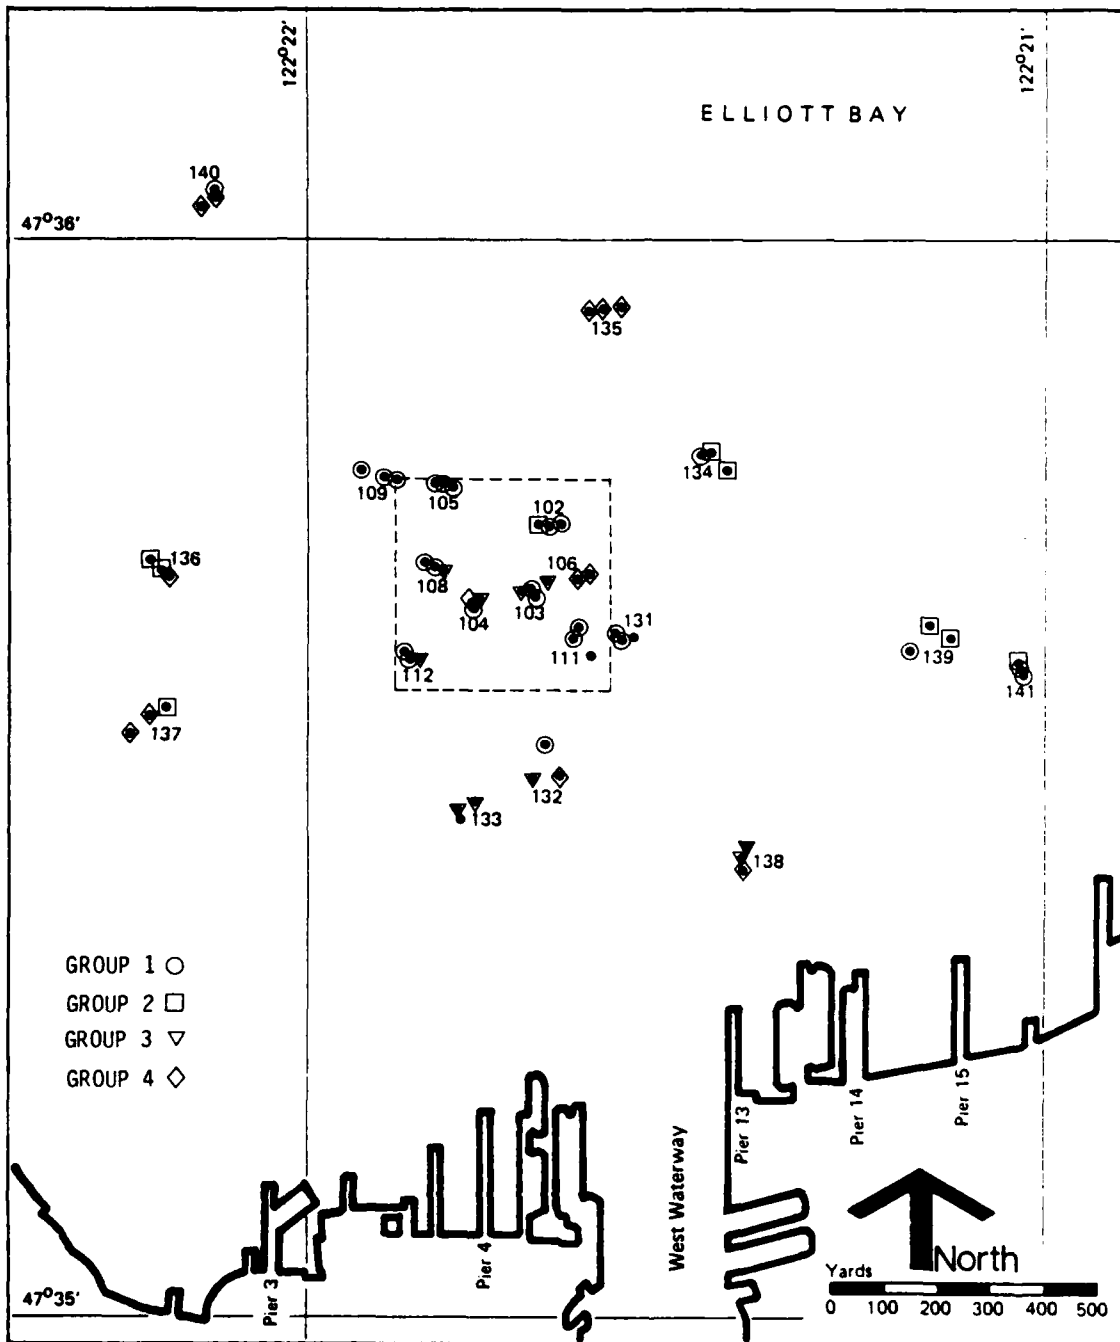 122°22'
122°21'
ELLIOTT BAY
140
47°36'
135
134
109
105
102
136
108
106
104
103
131
111
139
112
141
137
132
133
138
GROUP 1
GROUP 2
GROUP 3
GROUP 4
Pier 15
Pier 14
Pier 13
West Waterway
Pier 4
Pier 3
North
Yards
47°35'
0 100 200 300 400 500